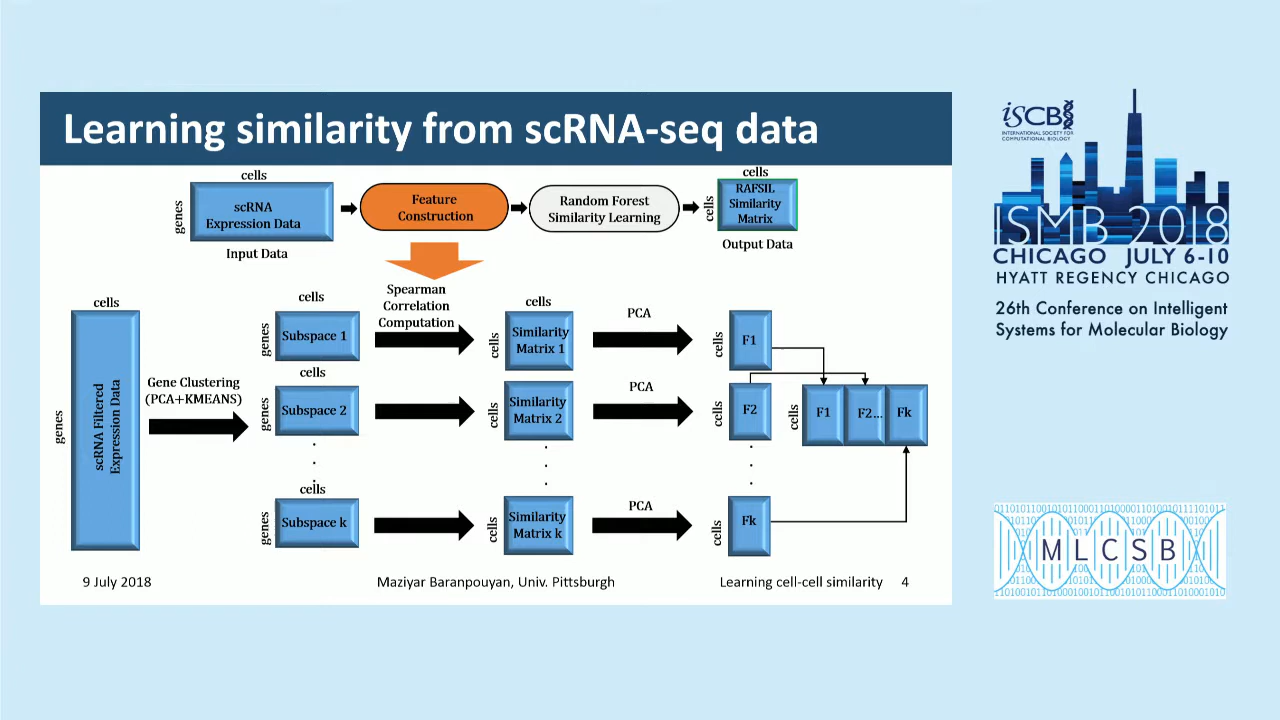 Learning similarity from scRNA-seq data
cells
genes
scRNA
Expression Data
Input Data
Feature
Construction
Random Forest
Similarity Learning
cells
cells
RAFSIL
Similarity
Matrix
Output Data
cells
genes
scRNA Filtered
Expression Data
Gene Clustering
(PCA+KMEANS)
cells
genes
Subspace 1
Spearman
Correlation
Computation
cells
cells
Similarity
Matrix 1
PCA
cells
F1
cells
genes
Subspace 2
cells
Similarity
Matrix 2
PCA
cells
F2
cells
F1
F2...
Fk
cells
genes
Subspace k
cells
Similarity
Matrix k
PCA
cells
Fk
9 July 2018
Maziyar Baranpouyan, Univ. Pittsburgh
Learning cell-cell similarity
4
iSCB
INTERNATIONAL SOCIETY FOR
COMPUTATIONAL BIOLOGY
ISMB 2018
CHICAGO JULY 6-10
HYATT REGENCY CHICAGO
26th Conference on Intelligent
Systems for Molecular Biology
MLCSB